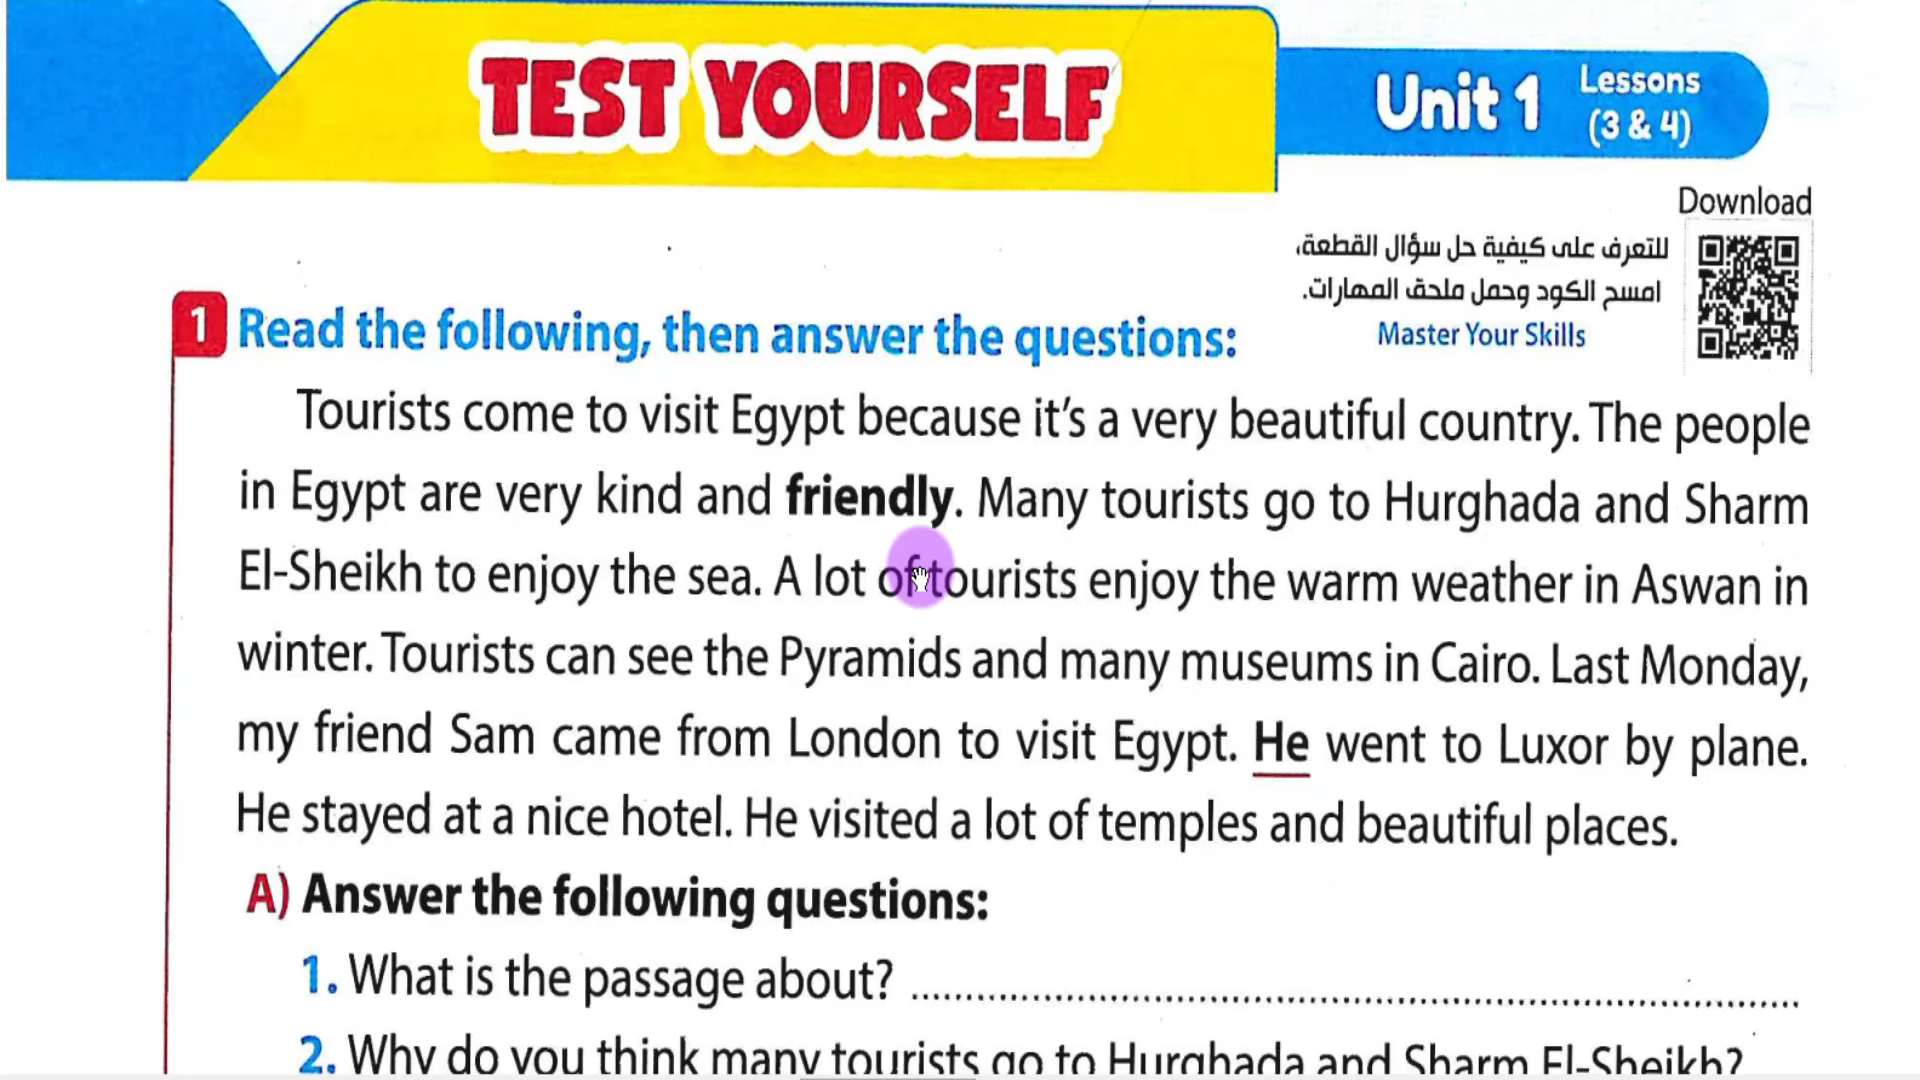 TEST YOURSELF
Unit 1
Lessons
(3 & 4)
Download
للتعرف على كيفية حل سؤال القطعة،
امسح الكود وحمل ملحق المهارات.
Master Your Skills
1 Read the following, then answer the questions:
Tourists come to visit Egypt because it's a very beautiful country. The people
in Egypt are very kind and friendly. Many tourists go to Hurghada and Sharm
El-Sheikh to enjoy the sea. A lot of tourists enjoy the warm weather in Aswan in
winter. Tourists can see the Pyramids and many museums in Cairo. Last Monday,
my friend Sam came from London to visit Egypt. He went to Luxor by plane.
He stayed at a nice hotel. He visited a lot of temples and beautiful places.
A) Answer the following questions:
1. What is the passage about? ........................................................................
2. Why do you think many tourists go to Hurghada and Sharm El-Sheikh?